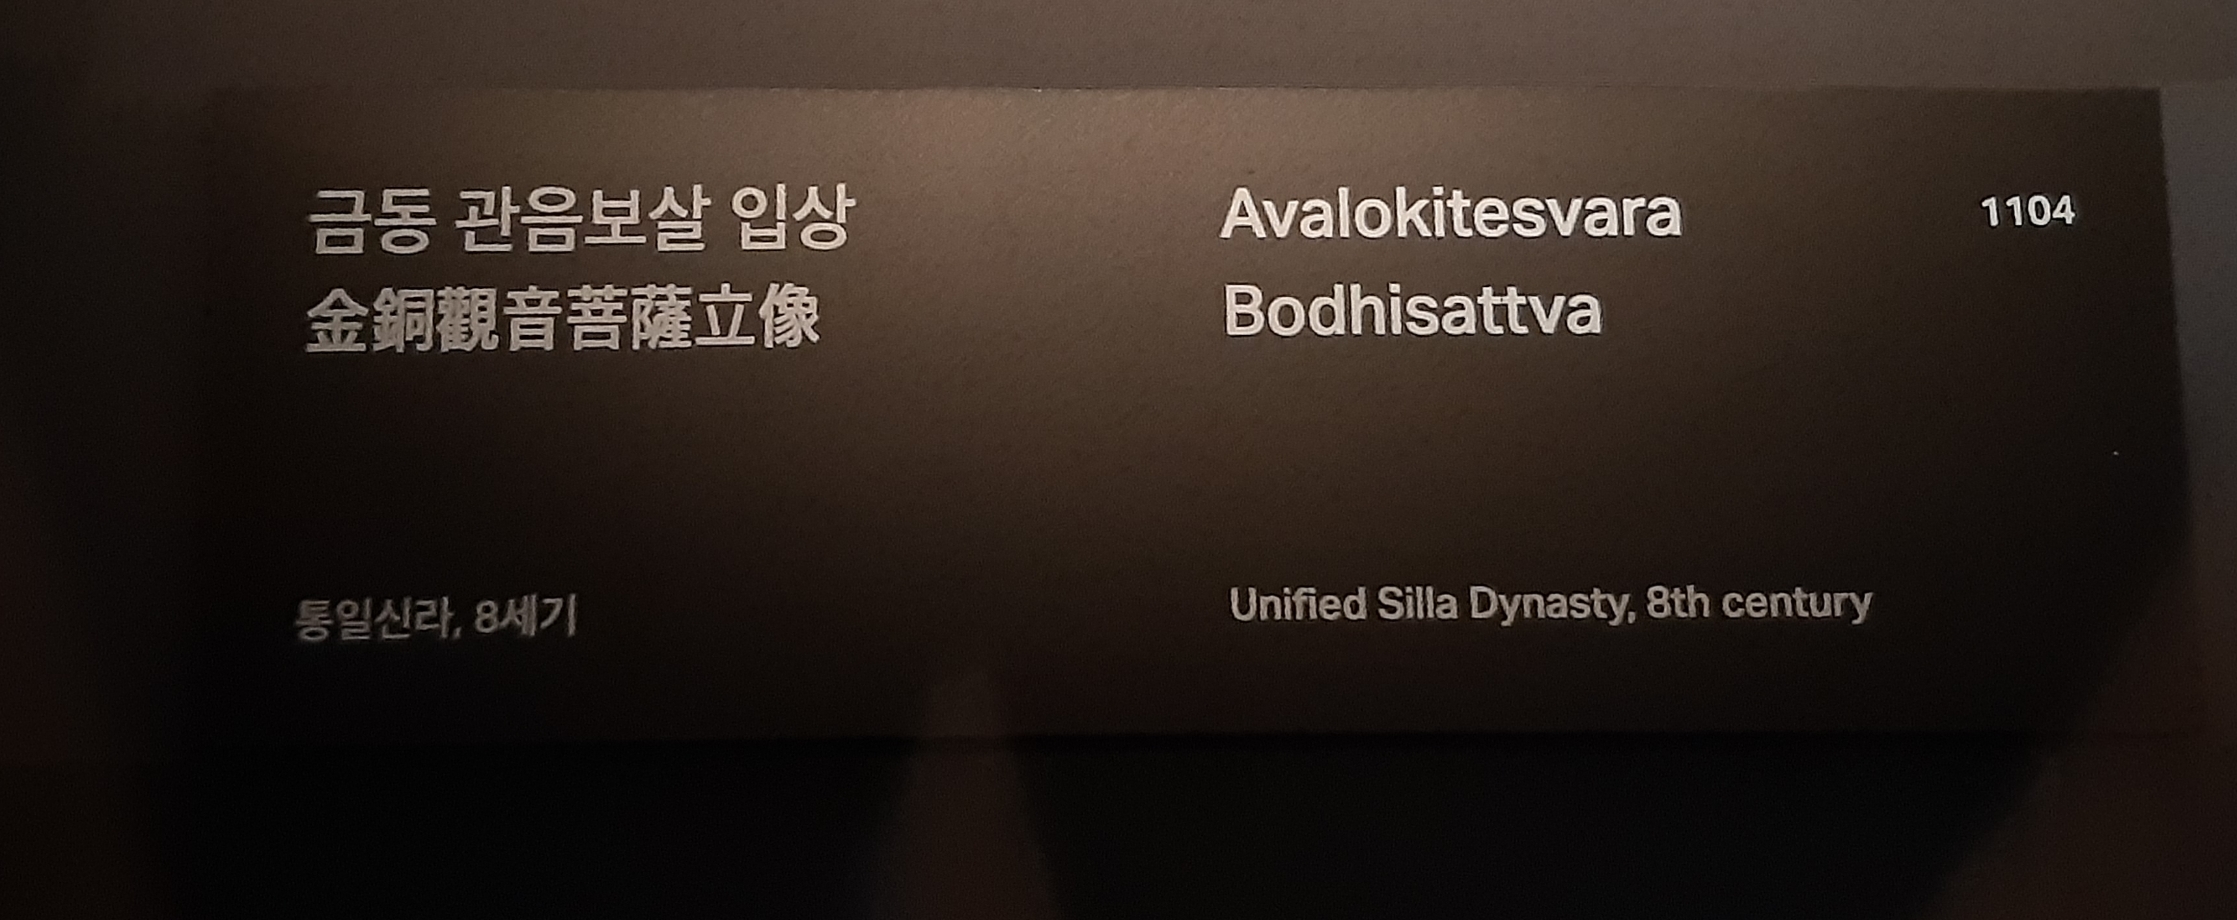 금동 관음보살 입상
金銅觀音菩薩立像
통일신라, 8세기
Avalokitesvara
Bodhisattva
Unified Silla Dynasty, 8th century
1104